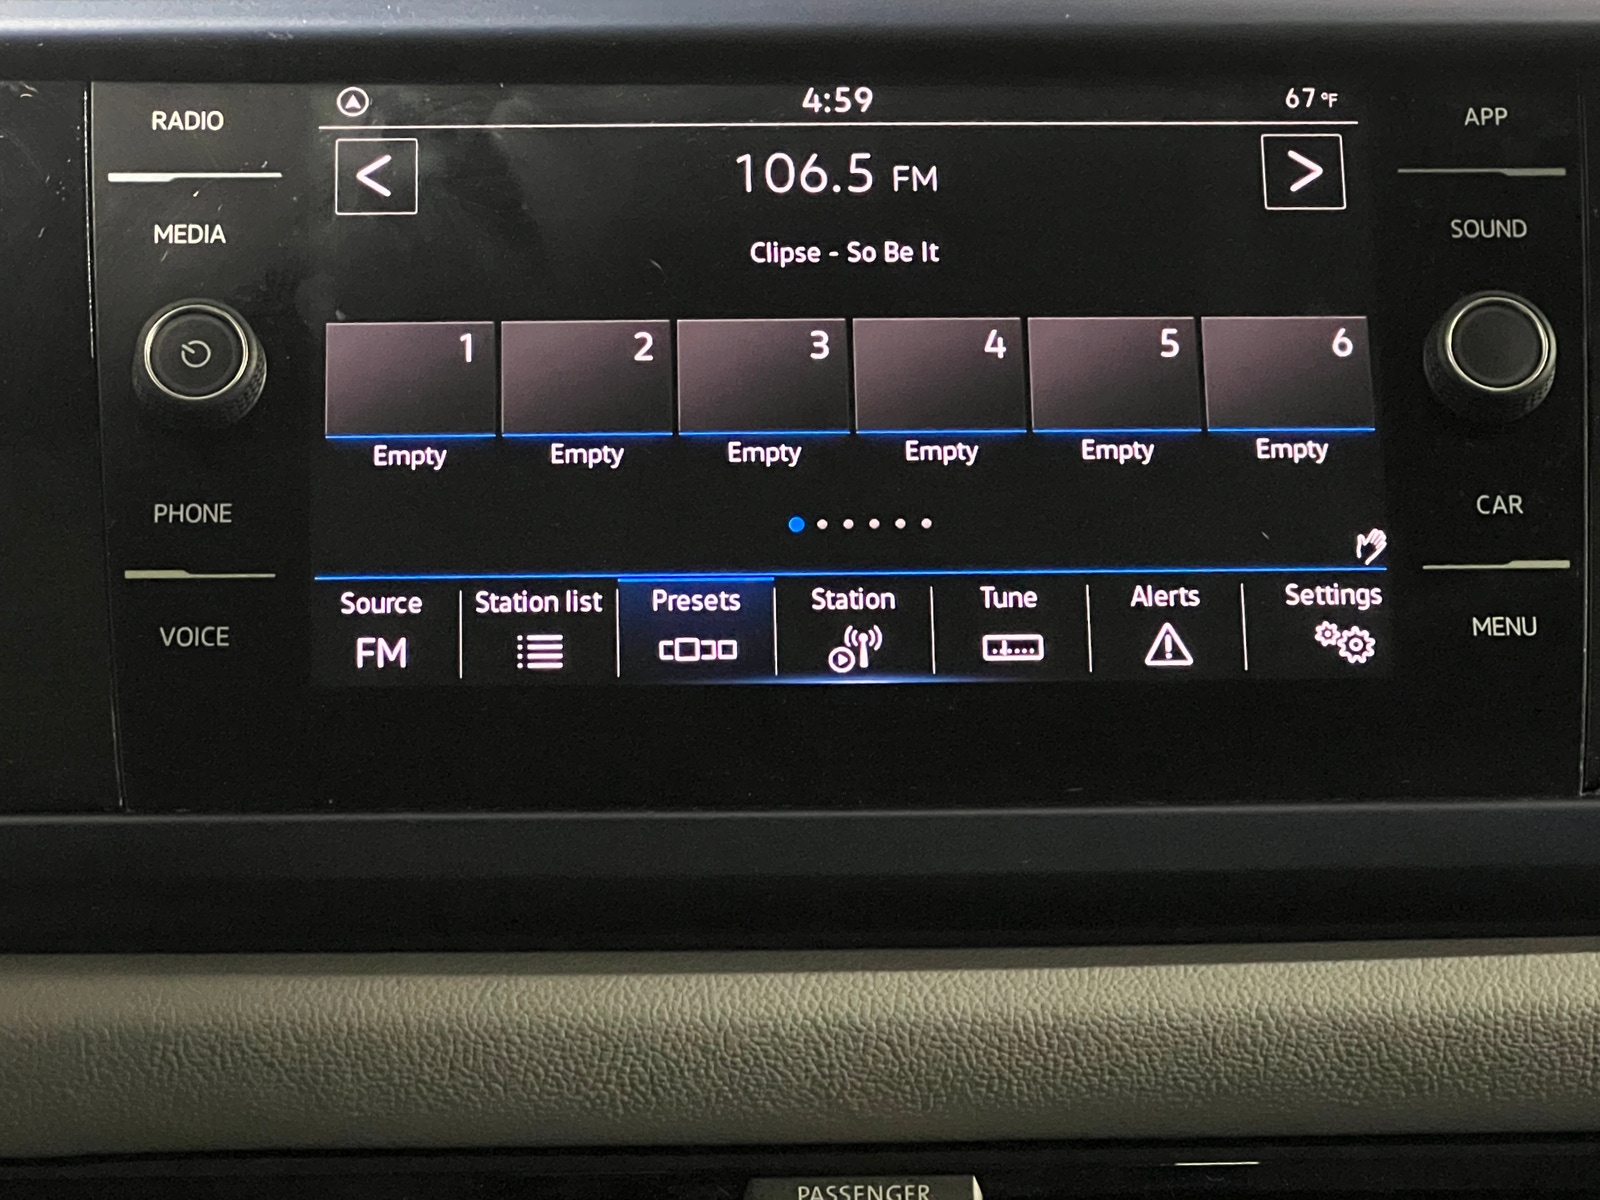 RADIO
MEDIA
PHONE
VOICE
4:59
67 °F
<
106.5 FM
>
Clipse - So Be It
1
2
3
4
5
6
Empty
Empty
Empty
Empty
Empty
Empty
Source
Station list
Presets
Station
Tune
Alerts
Settings
FM
APP
SOUND
CAR
MENU
PASSENGER